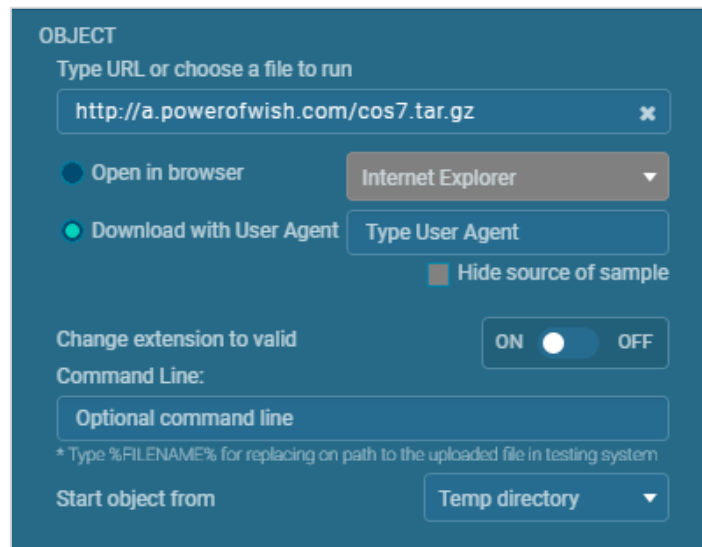 OBJECT
Type URL or choose a file to run
http://a.powerofwish.com/cos7.tar.gz
Open in browser
Internet Explorer
Download with User Agent
Type User Agent
Hide source of sample
Change extension to valid
ON OFF
Command Line:
Optional command line
* Type %FILENAME% for replacing on path to the uploaded file in testing system
Start object from
Temp directory